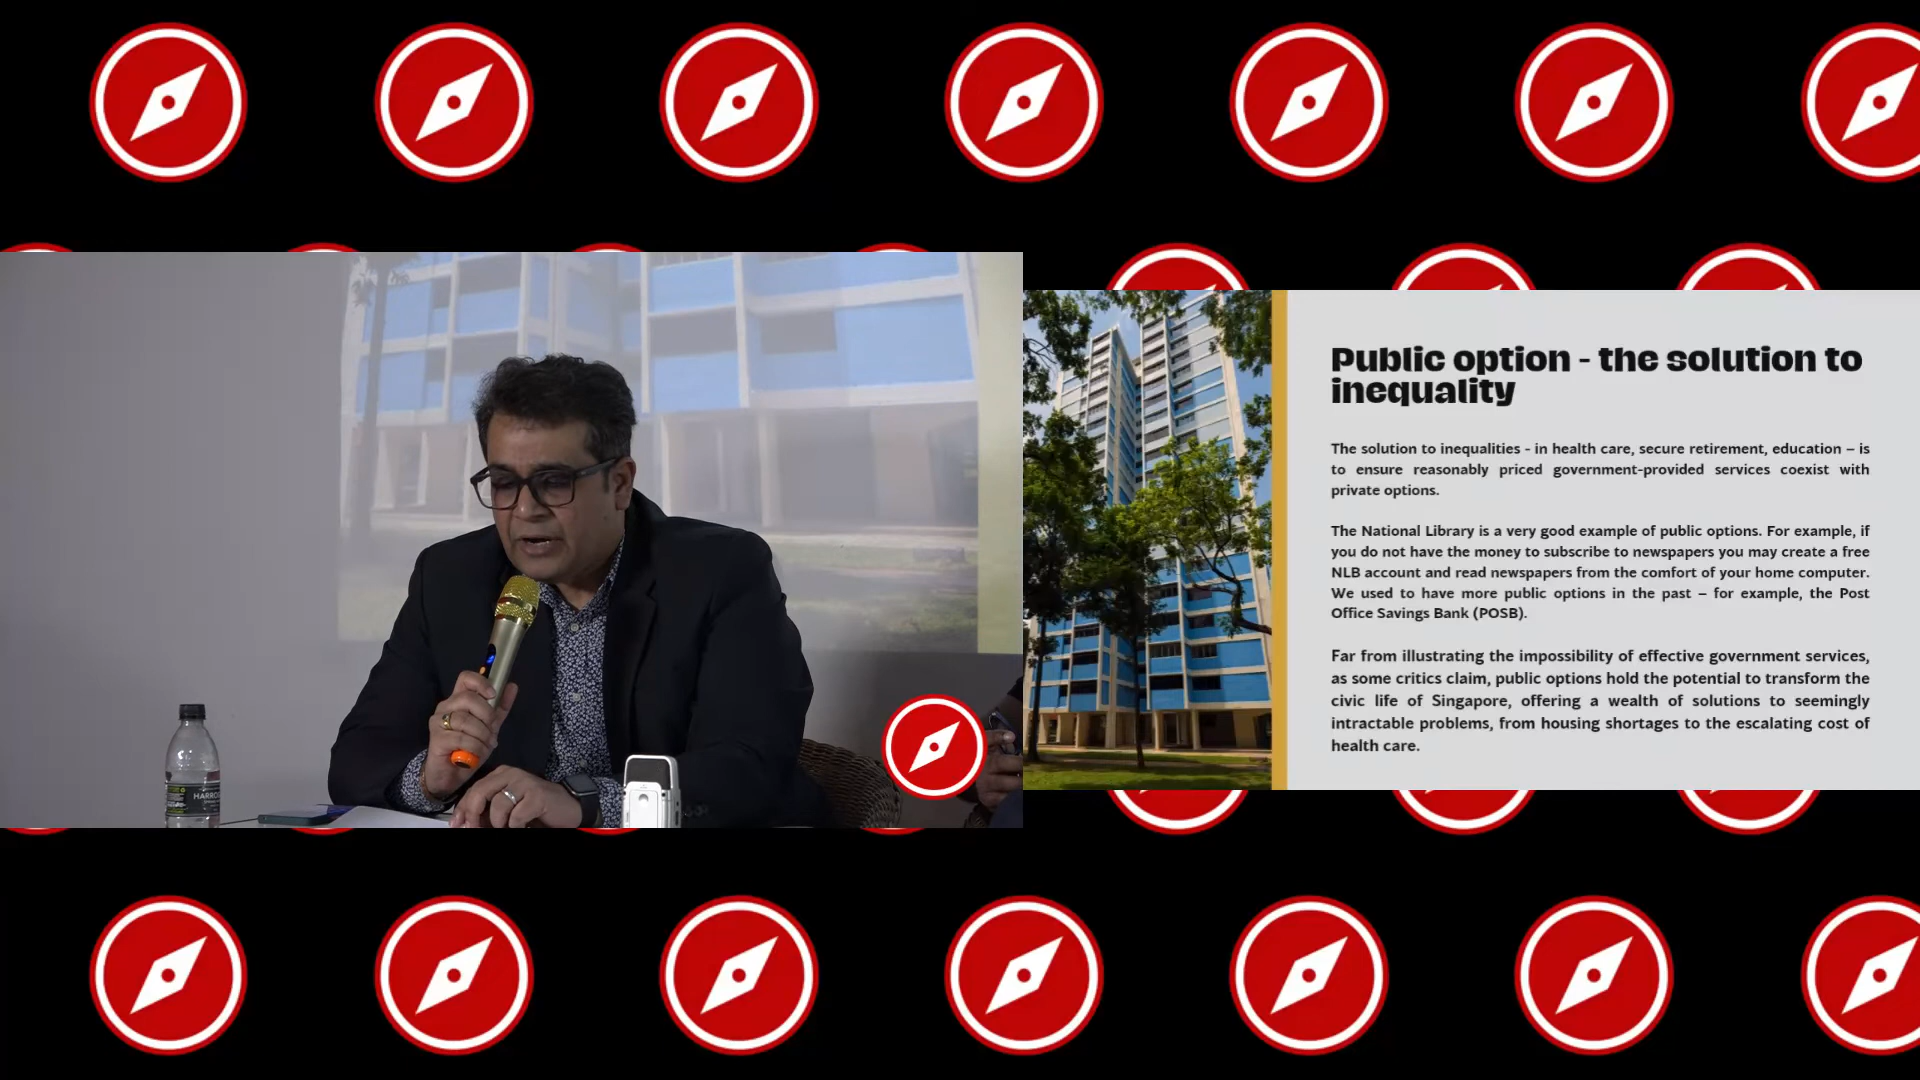 Public option - the solution to
inequality
The solution to inequalities - in health care, secure retirement, education – is
to ensure reasonably priced government-provided services coexist with
private options.
The National Library is a very good example of public options. For example, if
you do not have the money to subscribe to newspapers you may create a free
NLB account and read newspapers from the comfort of your home computer.
We used to have more public options in the past – for example, the Post
Office Savings Bank (POSB).
Far from illustrating the impossibility of effective government services,
as some critics claim, public options hold the potential to transform the
civic life of Singapore, offering a wealth of solutions to seemingly
intractable problems, from housing shortages to the escalating cost of
health care.